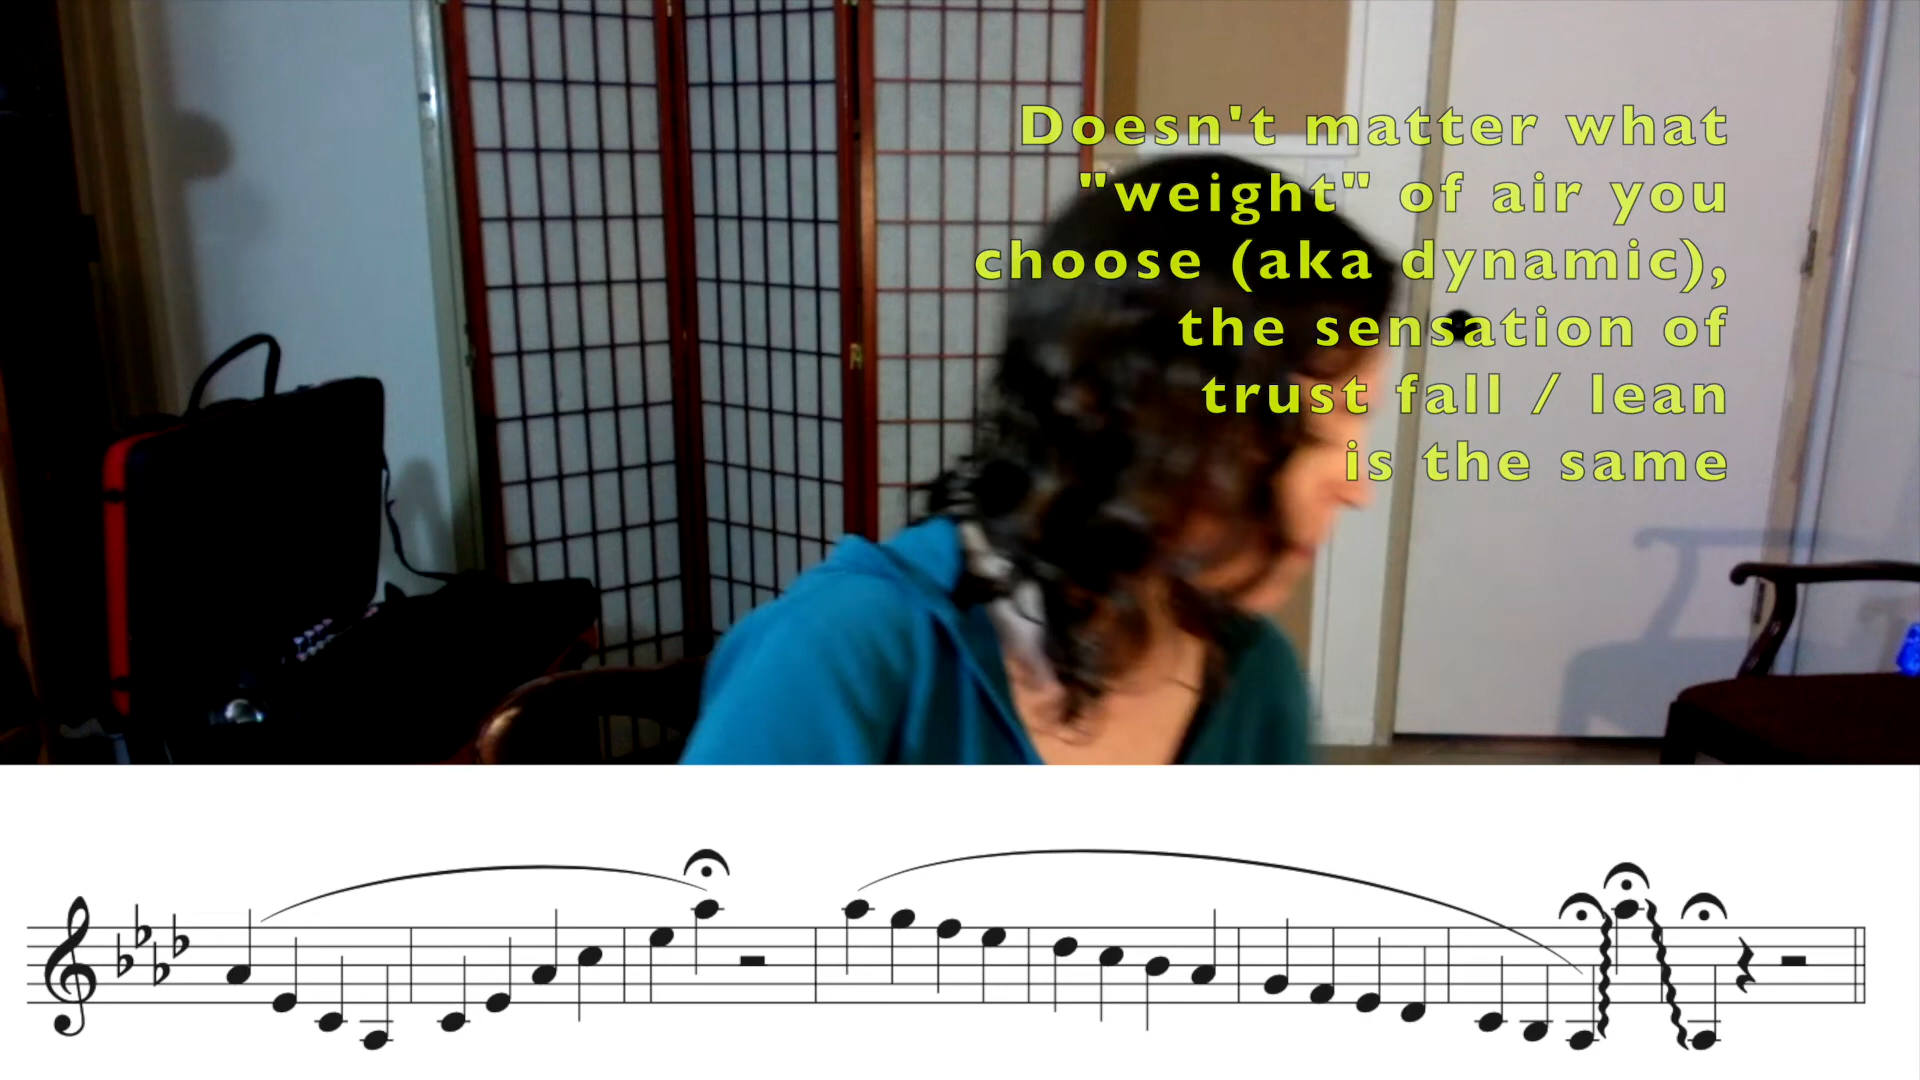 Doesn't matter what
"weight" of air you
choose (aka dynamic),
the sensation of
trust fall / lean
is the same